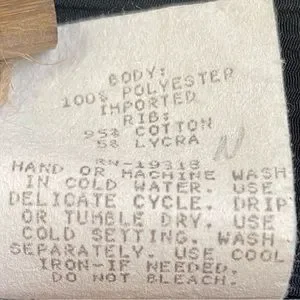 BODY:
100% POLYESTER
IMPORTED
RIB:
95% COTTON
5% LYCRA
RN-19318
HAND OR MACHINE WASH
IN COLD WATER. USE
DELICATE CYCLE. DRIP
OR TUMBLE DRY. USE
COLD SETTING. WASH
SEPARATELY. USE COOL
IRON-IF NEEDED.
DO NOT BLEACH.